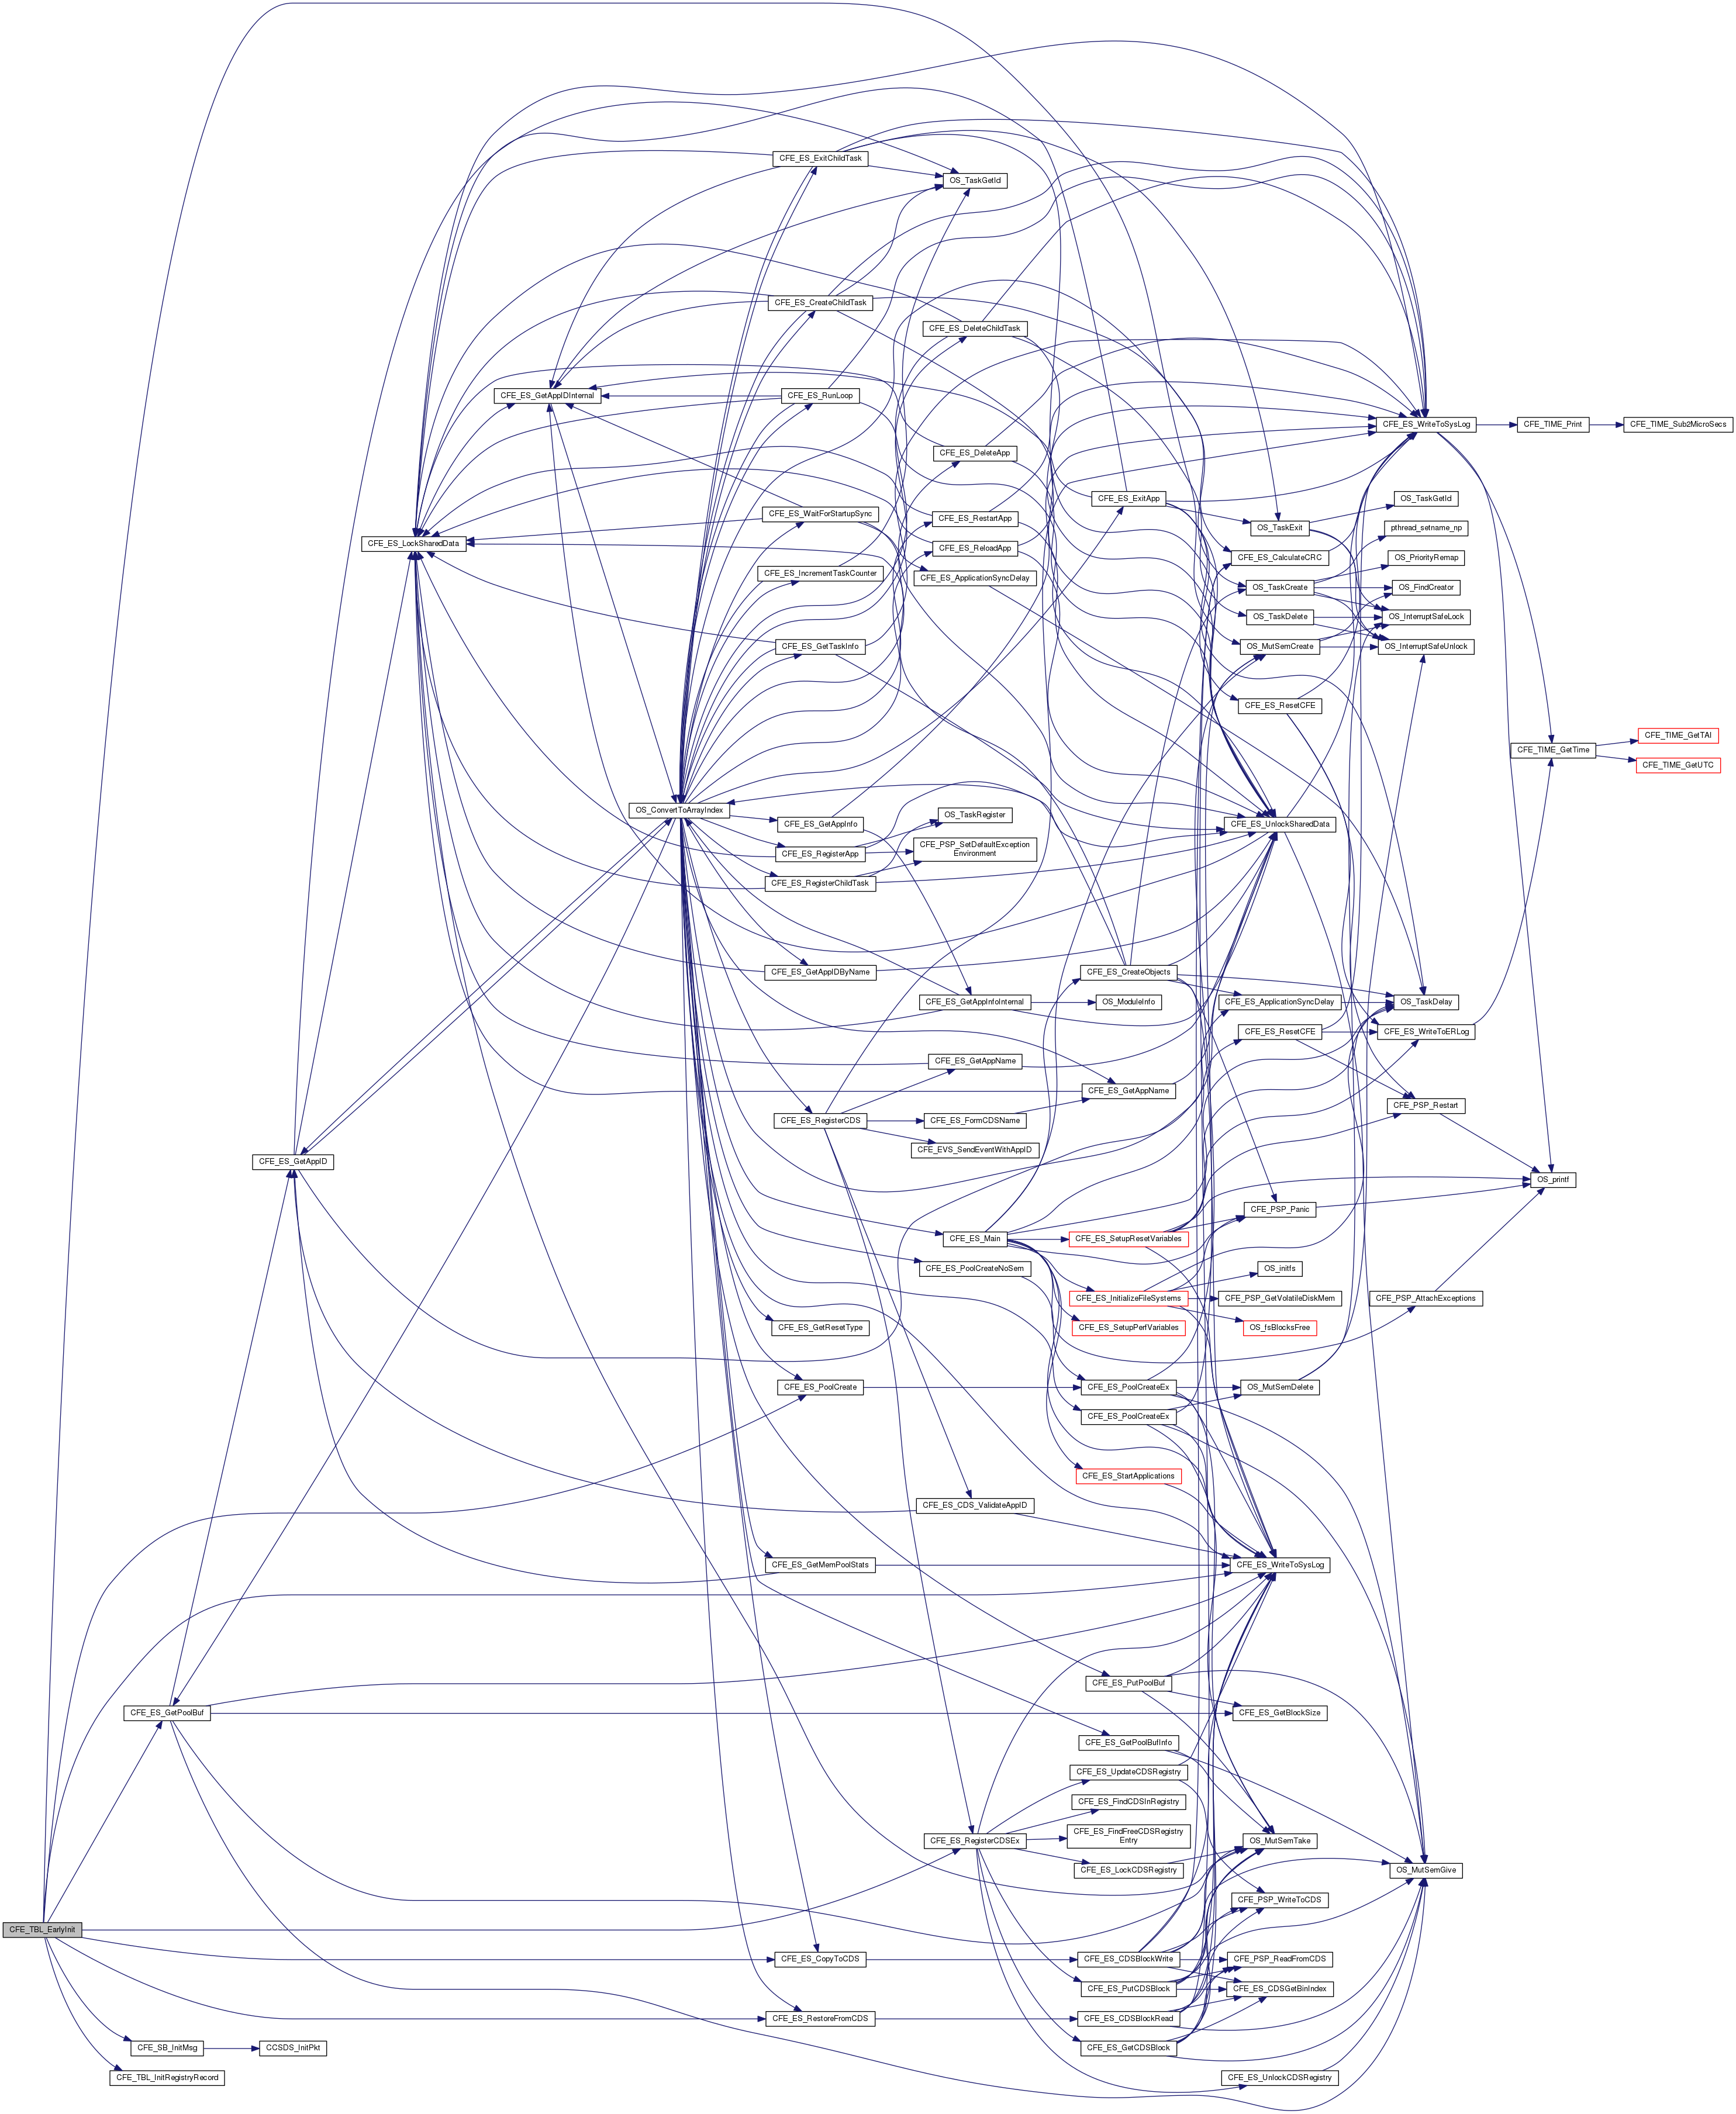 CFE_ES_ExitChildTask
OS_TaskGetId
CFE_ES_CreateChildTask
CFE_ES_DeleteChildTask
CFE_ES_GetAppIDInternal
CFE_ES_RunLoop
CFE_ES_WriteToSysLog
CFE_TIME_Print
CFE_TIME_Sub2MicroSecs
CFE_ES_DeleteApp
CFE_ES_ExitApp
OS_TaskGetId
CFE_ES_WaitForStartupSync
CFE_ES_RestartApp
OS_TaskExit
pthread_setname_np
CFE_ES_LockSharedData
CFE_ES_ReloadApp
CFE_ES_CalculateCRC
OS_PriorityRemap
CFE_ES_IncrementTaskCounter
CFE_ES_ApplicationSyncDelay
OS_TaskCreate
OS_FindCreator
OS_TaskDelete
OS_InterruptSafeLock
CFE_ES_GetTaskInfo
OS_MutSemCreate
OS_InterruptSafeUnlock
CFE_ES_ResetCFE
CFE_TIME_GetTAI
CFE_TIME_GetTime
CFE_TIME_GetUTC
OS_ConvertToArrayIndex
OS_TaskRegister
CFE_ES_GetAppInfo
CFE_ES_UnlockSharedData
CFE_ES_RegisterApp
CFE_PSP_SetDefaultException
Environment
CFE_ES_RegisterChildTask
CFE_ES_GetAppIDByName
CFE_ES_CreateObjects
CFE_ES_GetAppInfoInternal
OS_ModuleInfo
CFE_ES_ApplicationSyncDelay
OS_TaskDelay
CFE_ES_ResetCFE
CFE_ES_WriteToERLog
CFE_ES_GetAppName
CFE_ES_GetAppName
CFE_PSP_Restart
CFE_ES_RegisterCDS
CFE_ES_FormCDSName
CFE_EVS_SendEventWithAppID
CFE_ES_GetAppID
OS_printf
CFE_PSP_Panic
CFE_ES_Main
CFE_ES_SetupResetVariables
CFE_ES_PoolCreateNoSem
OS_initfs
CFE_ES_InitializeFileSystems
CFE_PSP_GetVolatileDiskMem
CFE_PSP_AttachExceptions
CFE_ES_GetResetType
CFE_ES_SetupPerfVariables
OS_fsBlocksFree
CFE_ES_PoolCreate
CFE_ES_PoolCreateEx
OS_MutSemDelete
CFE_ES_PoolCreateEx
CFE_ES_StartApplications
CFE_ES_CDS_ValidateAppID
CFE_ES_GetMemPoolStats
CFE_ES_WriteToSysLog
CFE_ES_PutPoolBuf
CFE_ES_GetPoolBuf
CFE_ES_GetBlockSize
CFE_ES_GetPoolBufInfo
CFE_ES_UpdateCDSRegistry
CFE_ES_FindCDSInRegistry
CFE_ES_RegisterCDSEx
CFE_ES_FindFreeCDSRegistry
Entry
OS_MutSemTake
CFE_ES_LockCDSRegistry
OS_MutSemGive
CFE_PSP_WriteToCDS
CFE_TBL_EarlyInit
CFE_ES_CopyToCDS
CFE_ES_CDSBlockWrite
CFE_PSP_ReadFromCDS
CFE_ES_PutCDSBlock
CFE_ES_CDSGetBinIndex
CFE_ES_RestoreFromCDS
CFE_ES_CDSBlockRead
CFE_SB_InitMsg
CCSDS_InitPkt
CFE_ES_GetCDSBlock
CFE_TBL_InitRegistryRecord
CFE_ES_UnlockCDSRegistry